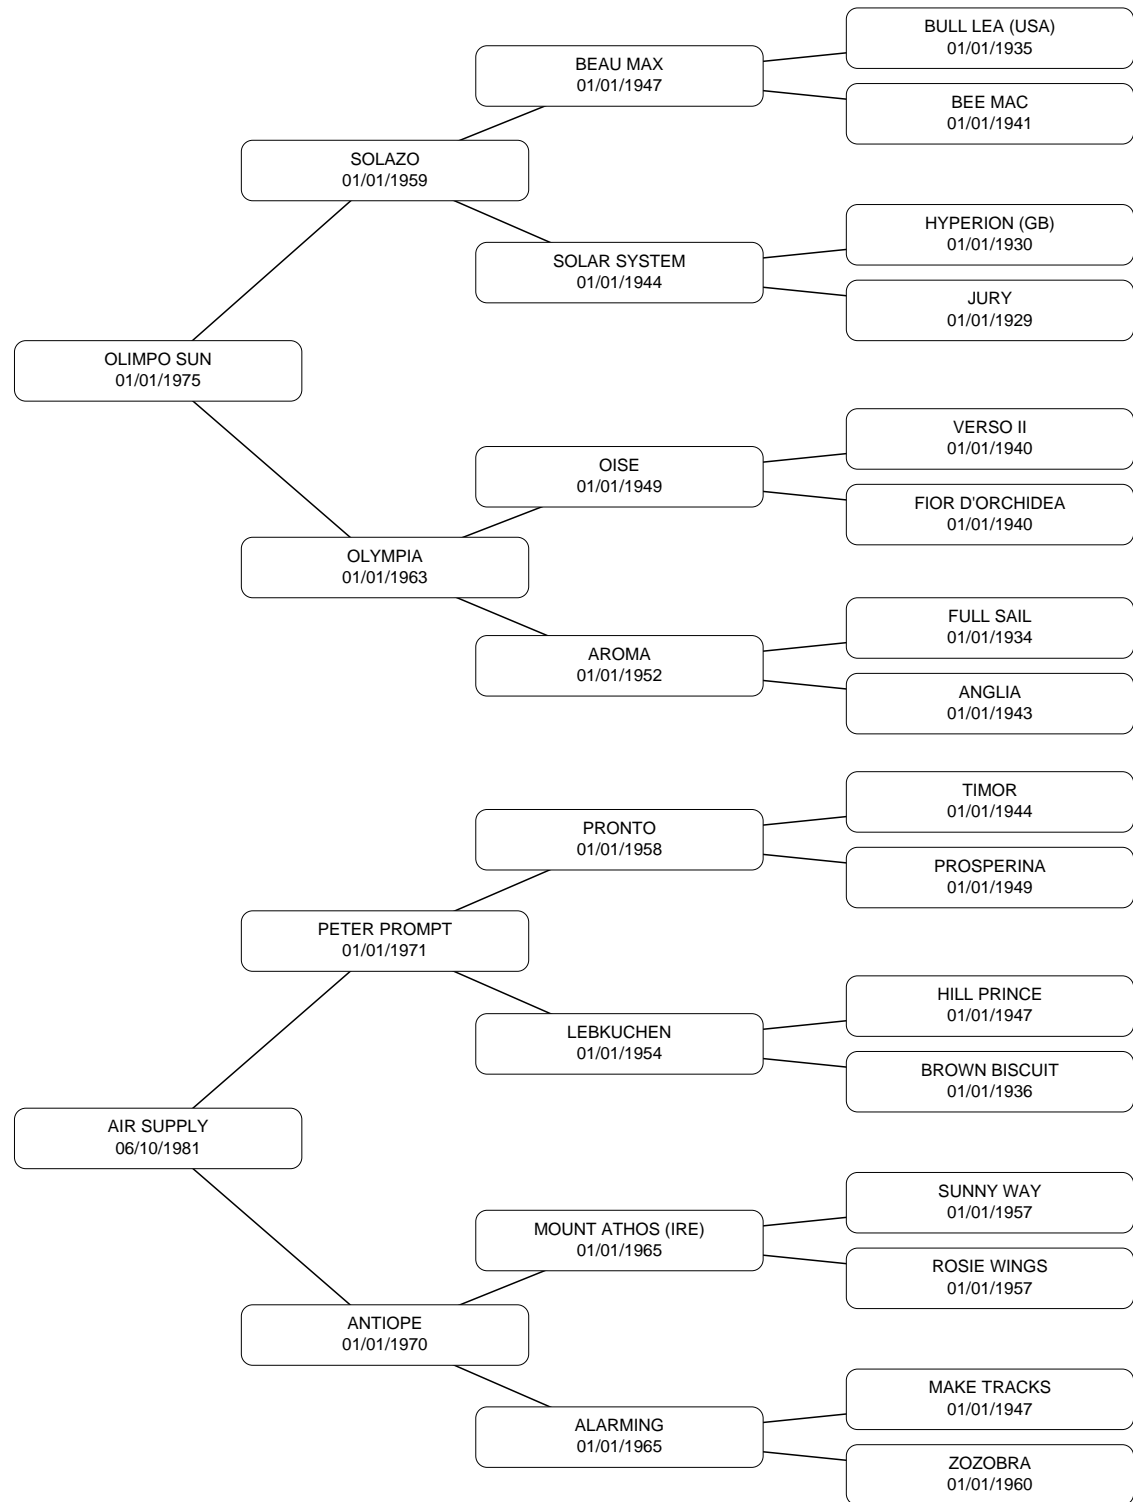 BULL LEA (USA)
01/01/1935
BEAU MAX
01/01/1947
BEE MAC
01/01/1941
SOLAZO
01/01/1959
HYPERION (GB)
01/01/1930
SOLAR SYSTEM
01/01/1944
JURY
01/01/1929
OLIMPO SUN
01/01/1975
VERSO II
01/01/1940
OISE
01/01/1949
FIOR D'ORCHIDEA
01/01/1940
OLYMPIA
01/01/1963
FULL SAIL
01/01/1934
AROMA
01/01/1952
ANGLIA
01/01/1943
TIMOR
01/01/1944
PRONTO
01/01/1958
PROSPERINA
01/01/1949
PETER PROMPT
01/01/1971
HILL PRINCE
01/01/1947
LEBKUCHEN
01/01/1954
BROWN BISCUIT
01/01/1936
AIR SUPPLY
06/10/1981
SUNNY WAY
01/01/1957
MOUNT ATHOS (IRE)
01/01/1965
ROSIE WINGS
01/01/1957
ANTIOPE
01/01/1970
MAKE TRACKS
01/01/1947
ALARMING
01/01/1965
ZOZOBRA
01/01/1960